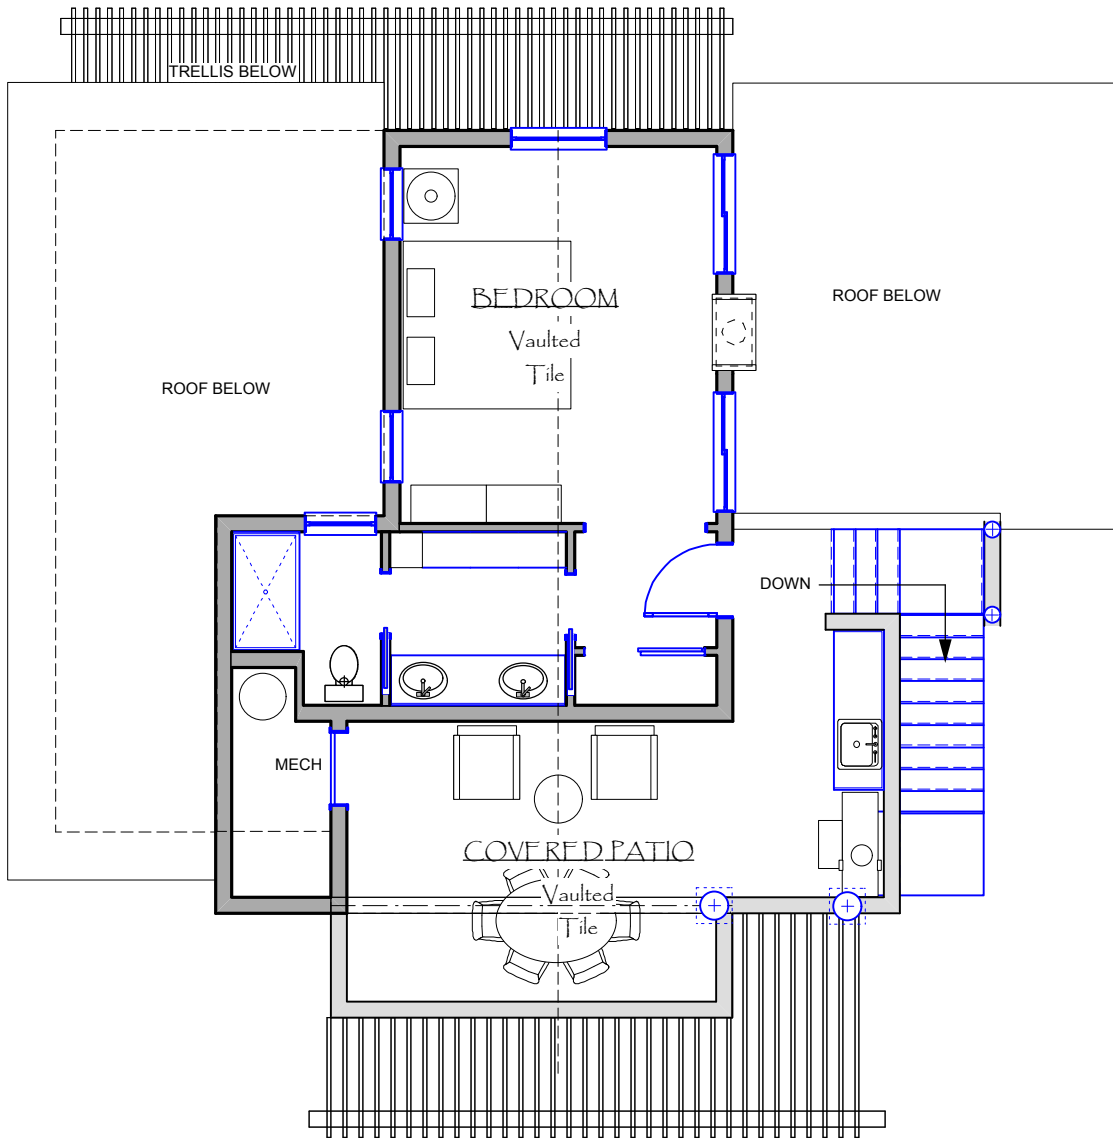 TRELLIS BELOW
BEDROOM
Vaulted
Tile
ROOF BELOW
ROOF BELOW
DOWN
MECH
COVERED PATIO
Vaulted
Tile